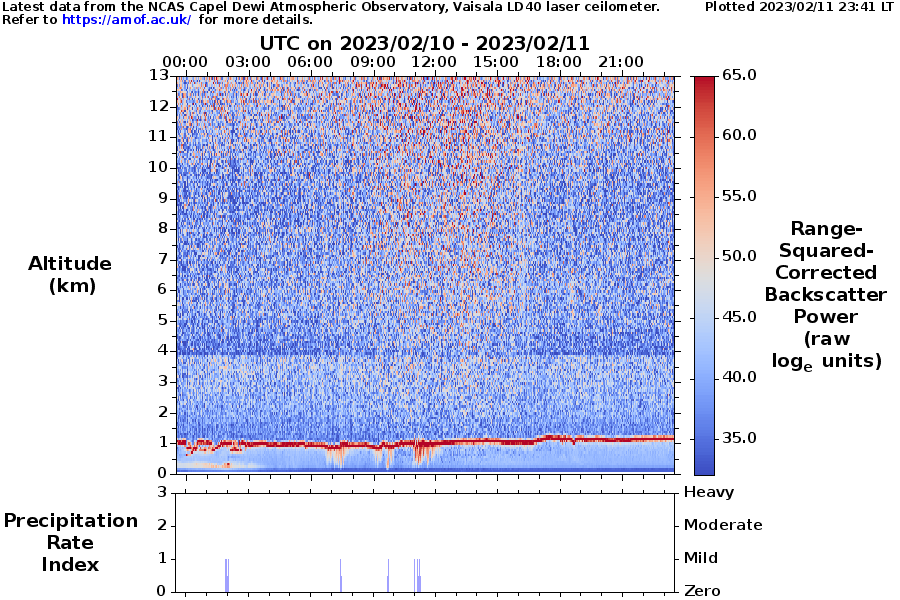 Latest data from the NCAS Capel Dewi Atmospheric Observatory, Vaisala LD40 laser ceilometer. Plotted 2023/02/11 23:41 LT
Refer to https://amof.ac.uk/ for more details.
UTC on 2023/02/10 - 2023/02/11
00:00 03:00 06:00 09:00 12:00 15:00 18:00 21:00
13
12
11
10
9
8
7
6
5
4
3
2
1
0
Altitude
(km)
65.0
60.0
55.0
50.0
45.0
40.0
35.0
Range-
Squared-
Corrected
Backscatter
Power
(raw
logₑ units)
3
2
1
0
Precipitation
Rate
Index
Heavy
Moderate
Mild
Zero